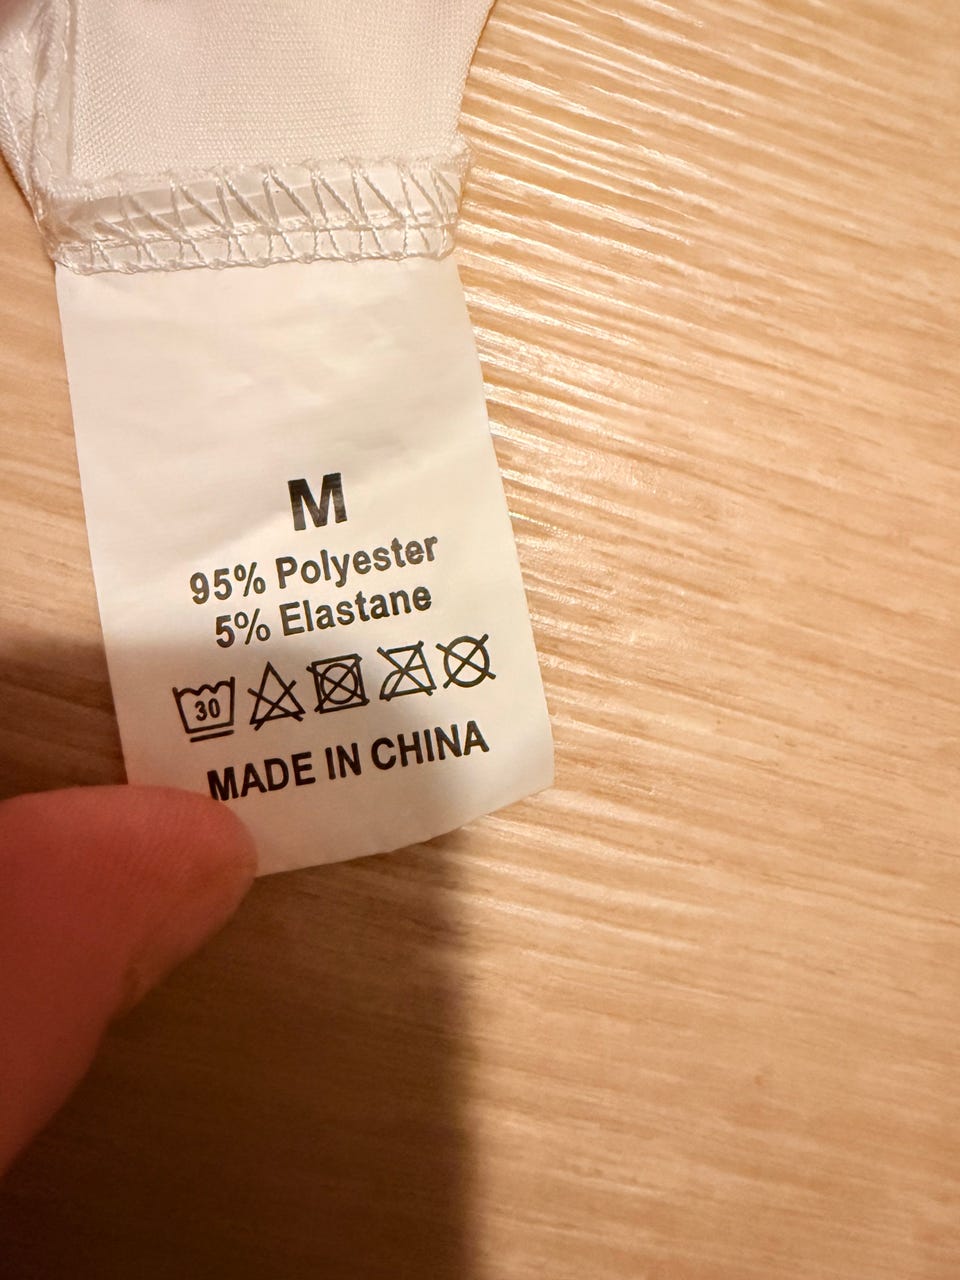 M
95% Polyester
5% Elastane
30
MADE IN CHINA